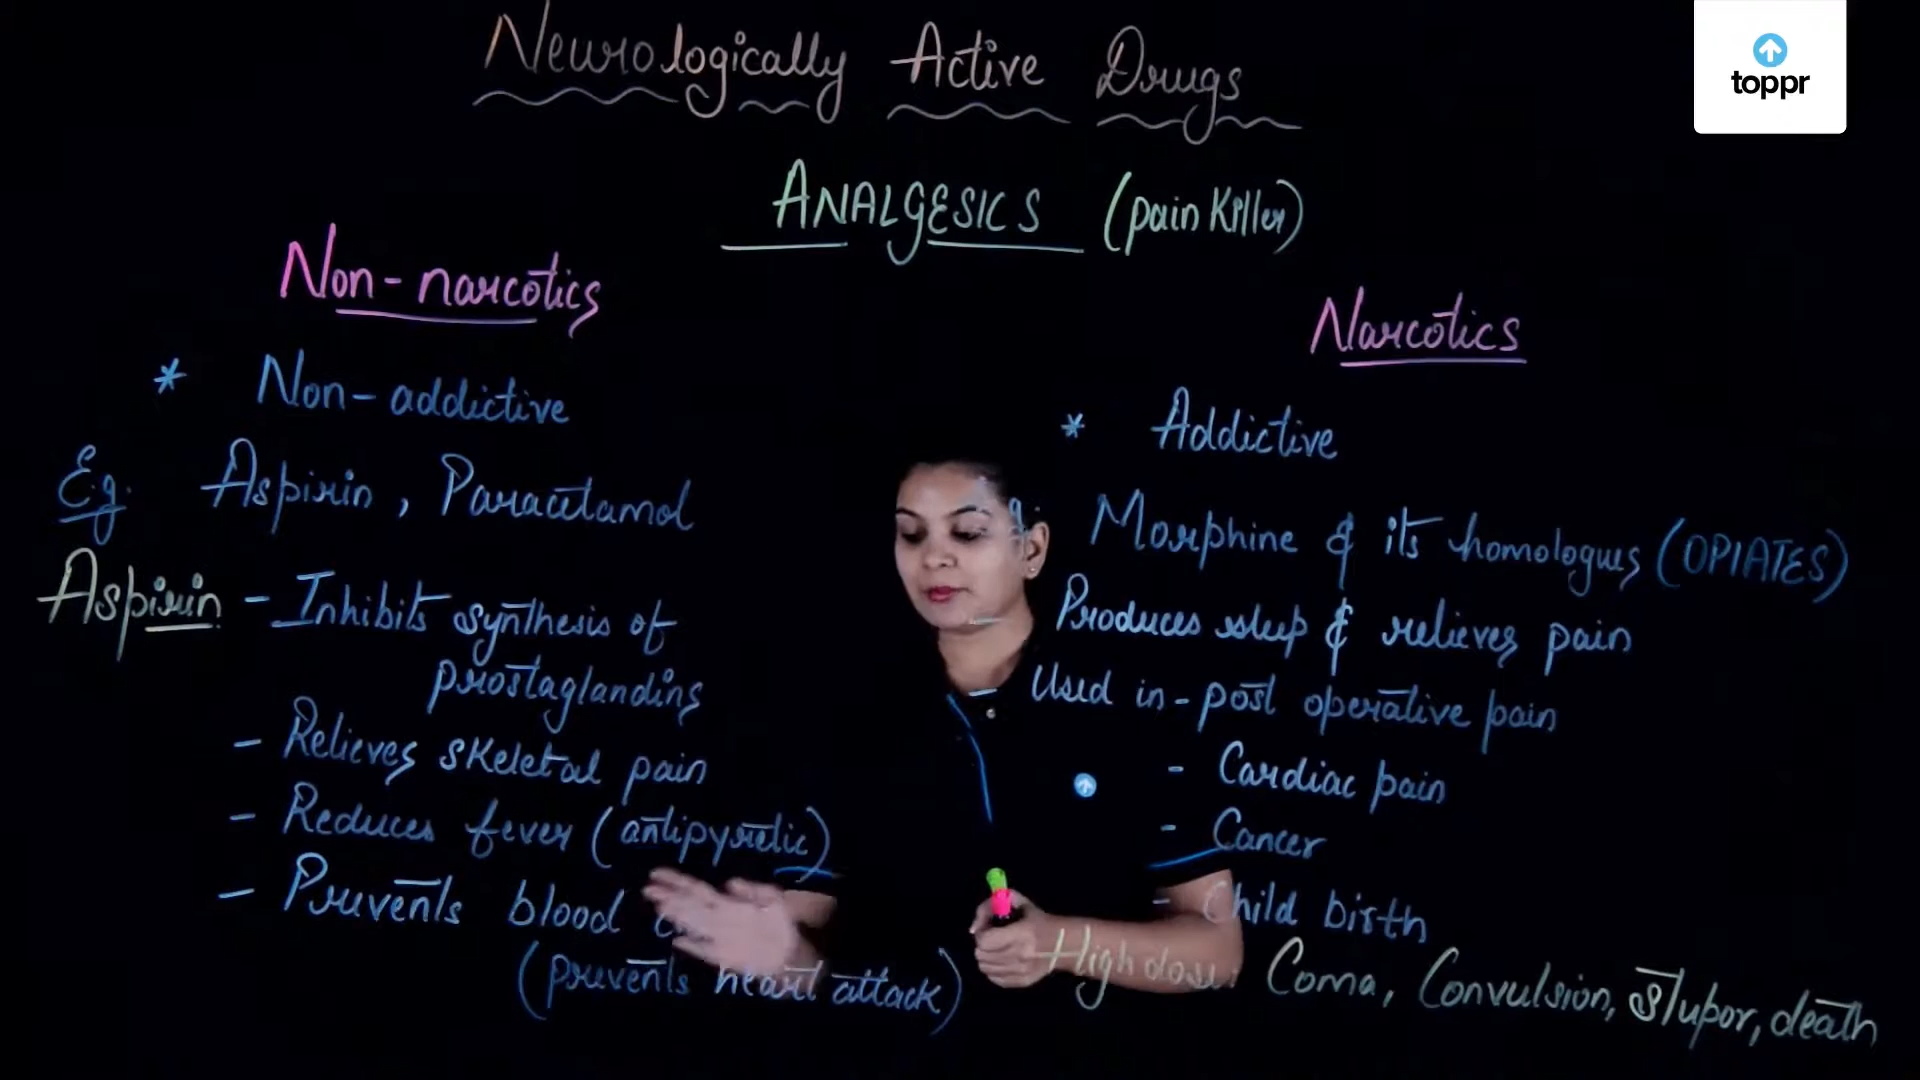 Neurologically Active Drugs
toppr
ANALGESICS (pain killer)
Non-narcotics
* Non-addictive
Eg. Aspirin, Paracetamol
Aspirin - Inhibits synthesis of
prostaglandins
- Relieves skeletal pain
- Reduces fever (antipyretic)
- Prevents blood
(prevents heart attack)
Narcotics
* Addictive
Morphine & its homologues (OPIATES)
- Produces sleep & relieves pain
- Used in - post operative pain
- Cardiac pain
- Cancer
- Child birth
High dose: Coma, Convulsion, Stupor, death